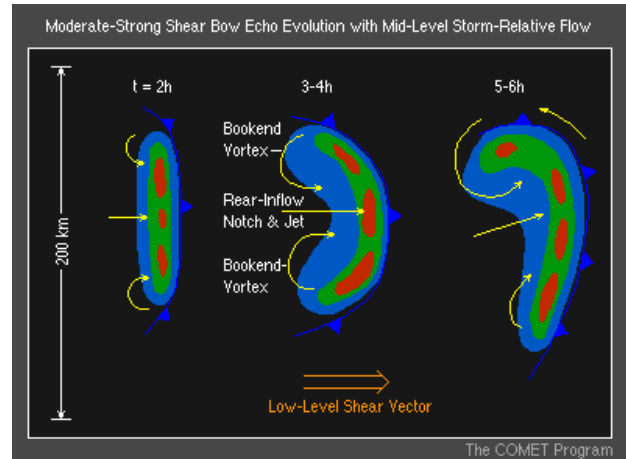 Moderate-Strong Shear Bow Echo Evolution with Mid-Level Storm-Relative Flow
t = 2h
3-4h
5-6h
200 km
Bookend
Vortex
Rear-Inflow
Notch & Jet
Bookend-
Vortex
Low-Level Shear Vector
The COMET Program